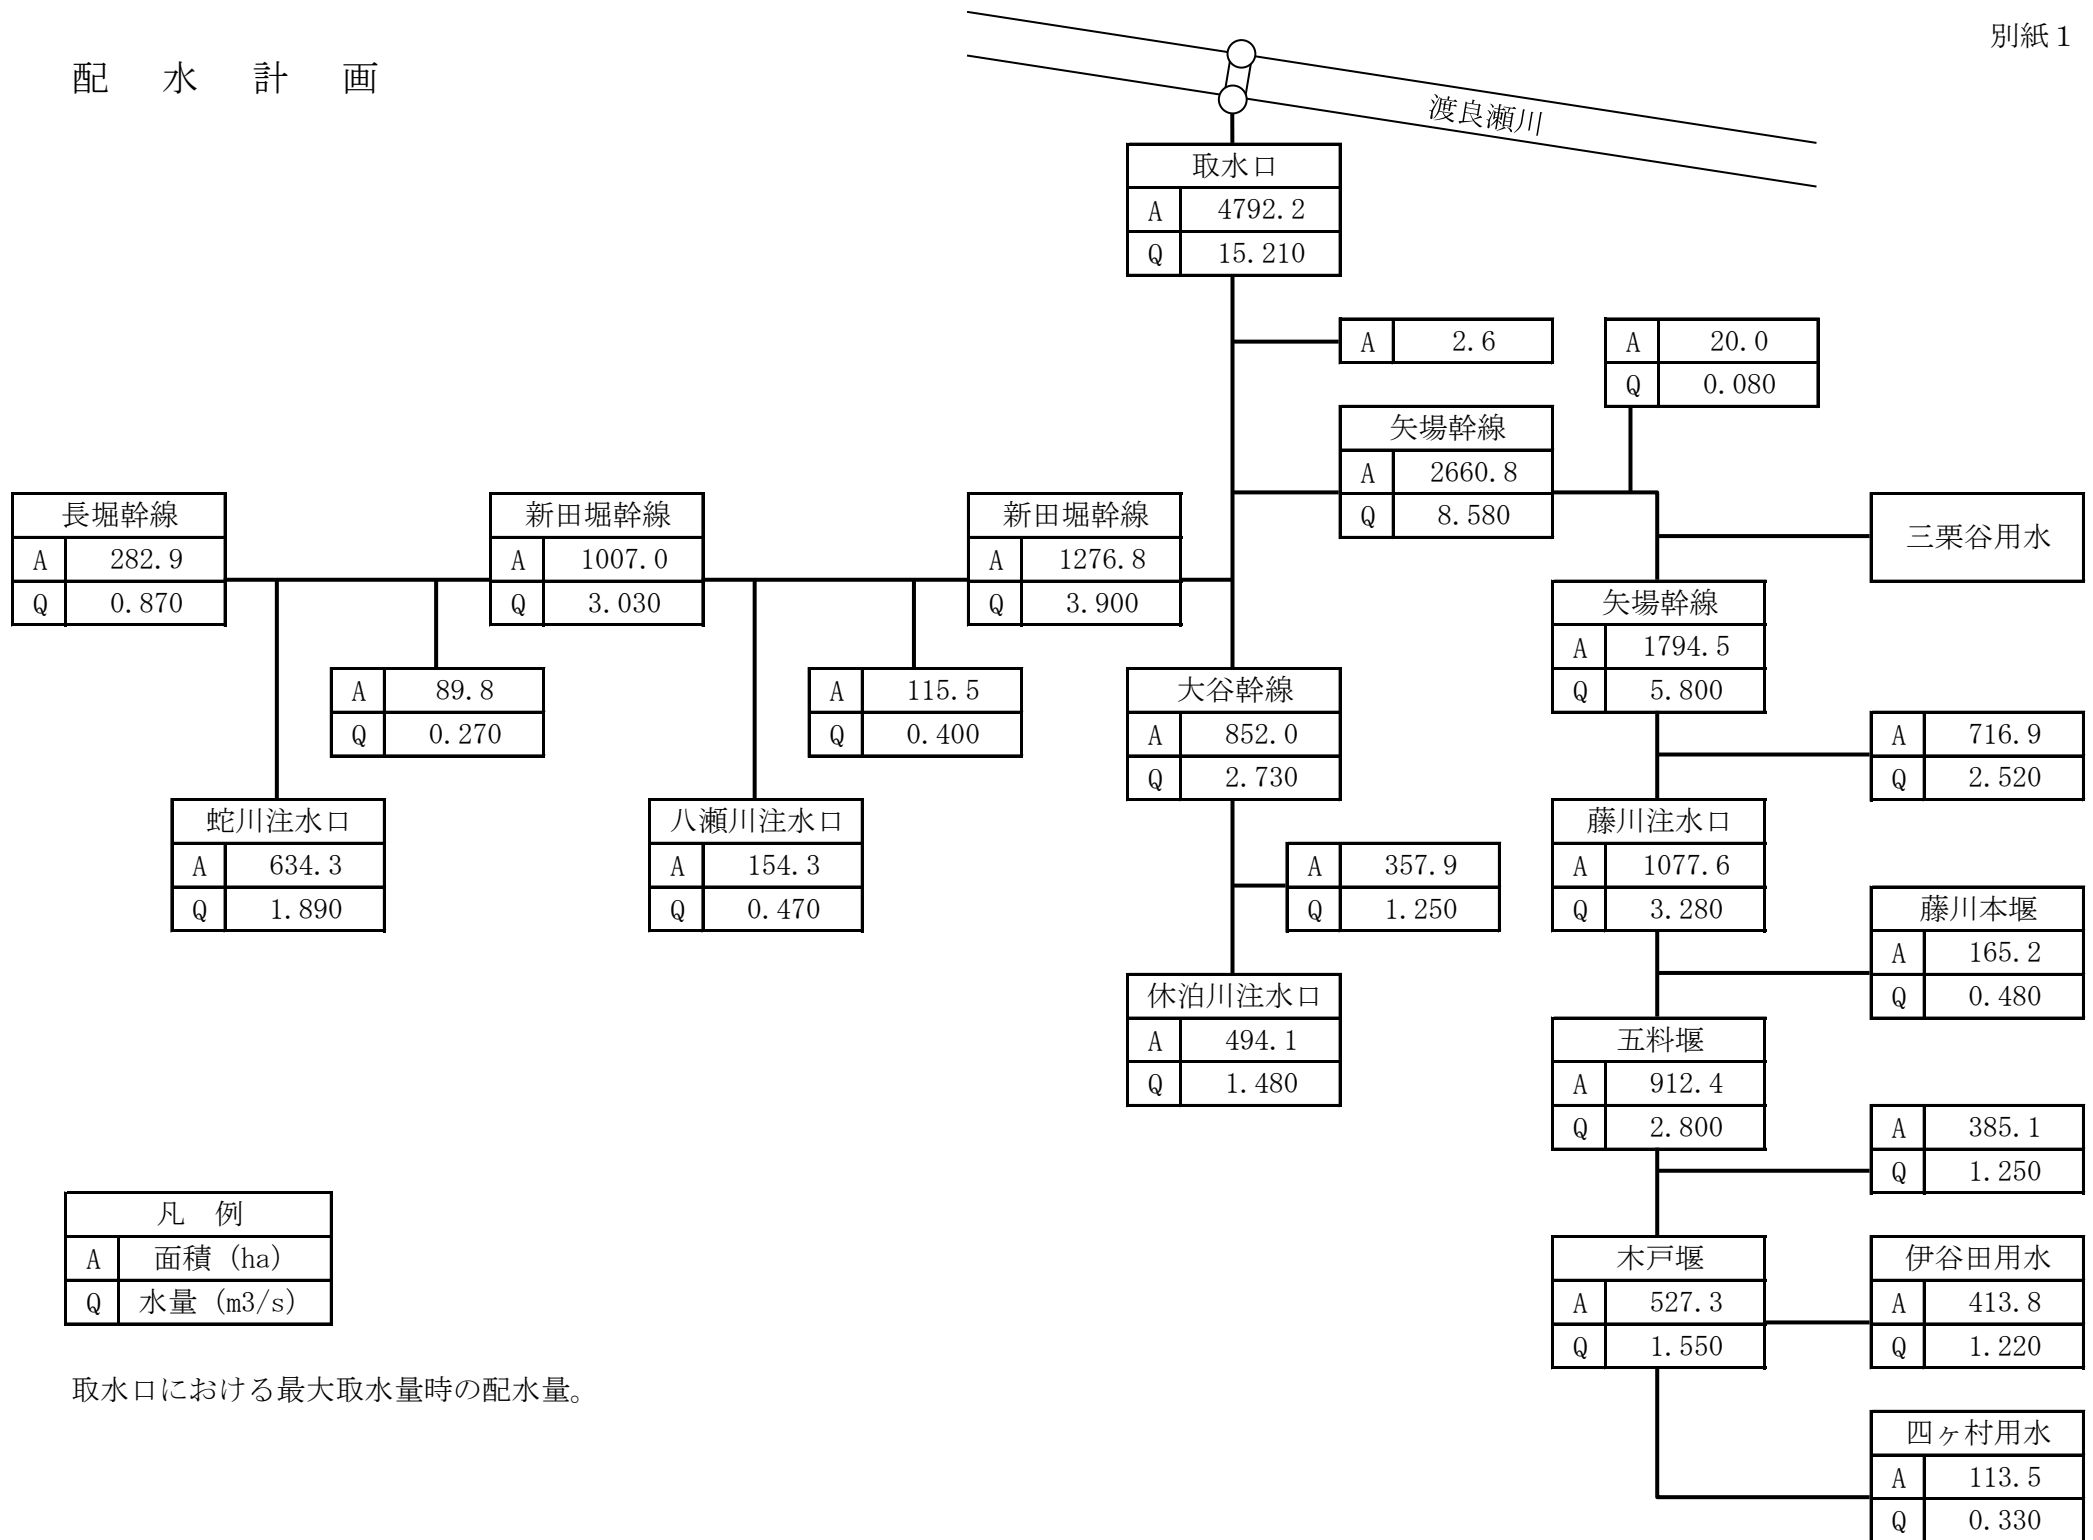 別紙１
配　水　計　画
渡良瀬川
取水口
A 4792.2
Q 15.210
A 2.6
A 20.0
Q 0.080
矢場幹線
A 2660.8
Q 8.580
長堀幹線
A 282.9
Q 0.870
新田堀幹線
A 1007.0
Q 3.030
新田堀幹線
A 1276.8
Q 3.900
三栗谷用水
矢場幹線
A 1794.5
Q 5.800
A 89.8
Q 0.270
A 115.5
Q 0.400
大谷幹線
A 852.0
Q 2.730
A 716.9
Q 2.520
蛇川注水口
A 634.3
Q 1.890
八瀬川注水口
A 154.3
Q 0.470
A 357.9
Q 1.250
藤川注水口
A 1077.6
Q 3.280
藤川本堰
A 165.2
Q 0.480
休泊川注水口
A 494.1
Q 1.480
五料堰
A 912.4
Q 2.800
A 385.1
Q 1.250
凡　例
A 面積（ha）
Q 水量（m3/s）
木戸堰
A 527.3
Q 1.550
伊谷田用水
A 413.8
Q 1.220
取水口における最大取水量時の配水量。
四ヶ村用水
A 113.5
Q 0.330